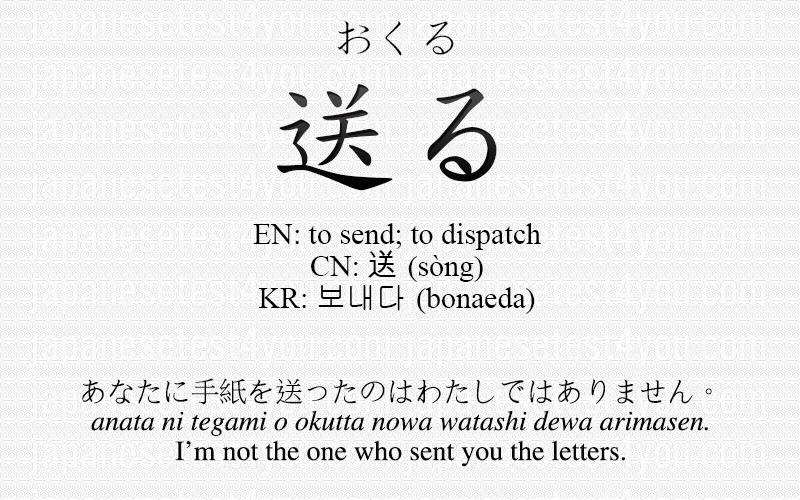 おくる
送る
EN: to send; to dispatch
CN: 送 (sòng)
KR: 보내다 (bonaeda)
あなたに手紙を送ったのはわたしではありません。
anata ni tegami o okutta nowa watashi dewa arimasen.
I’m not the one who sent you the letters.
japanesetest4you.com